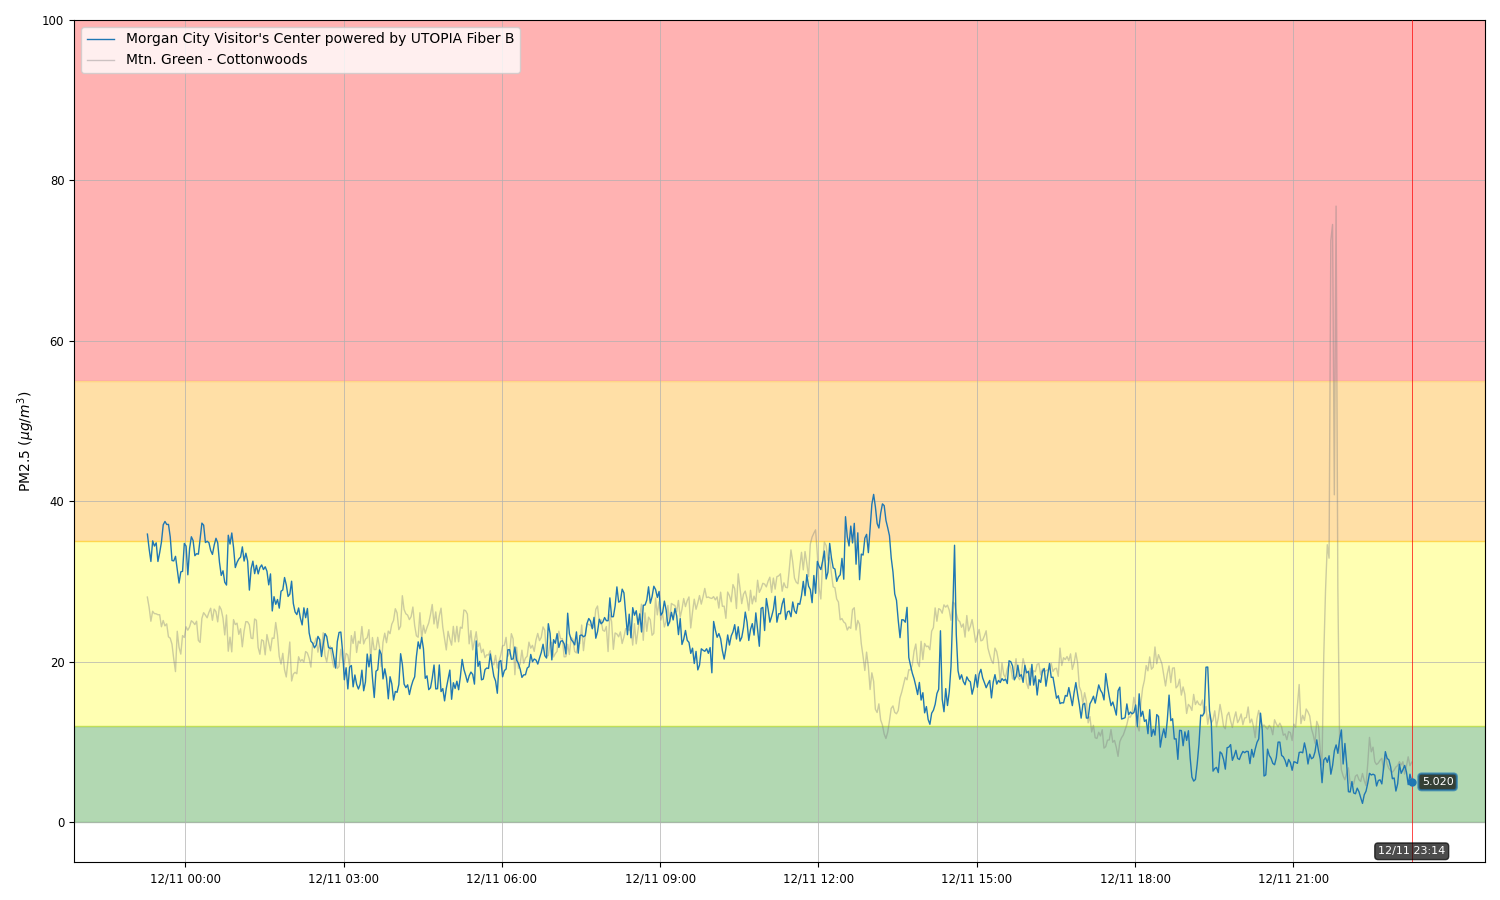 100
Morgan City Visitor's Center powered by UTOPIA Fiber B
Mtn. Green - Cottonwoods
80
60
PM2.5 (μg/m³)
40
20
5.020
0
12/11 23:14
12/11 00:00 12/11 03:00 12/11 06:00 12/11 09:00 12/11 12:00 12/11 15:00 12/11 18:00 12/11 21:00